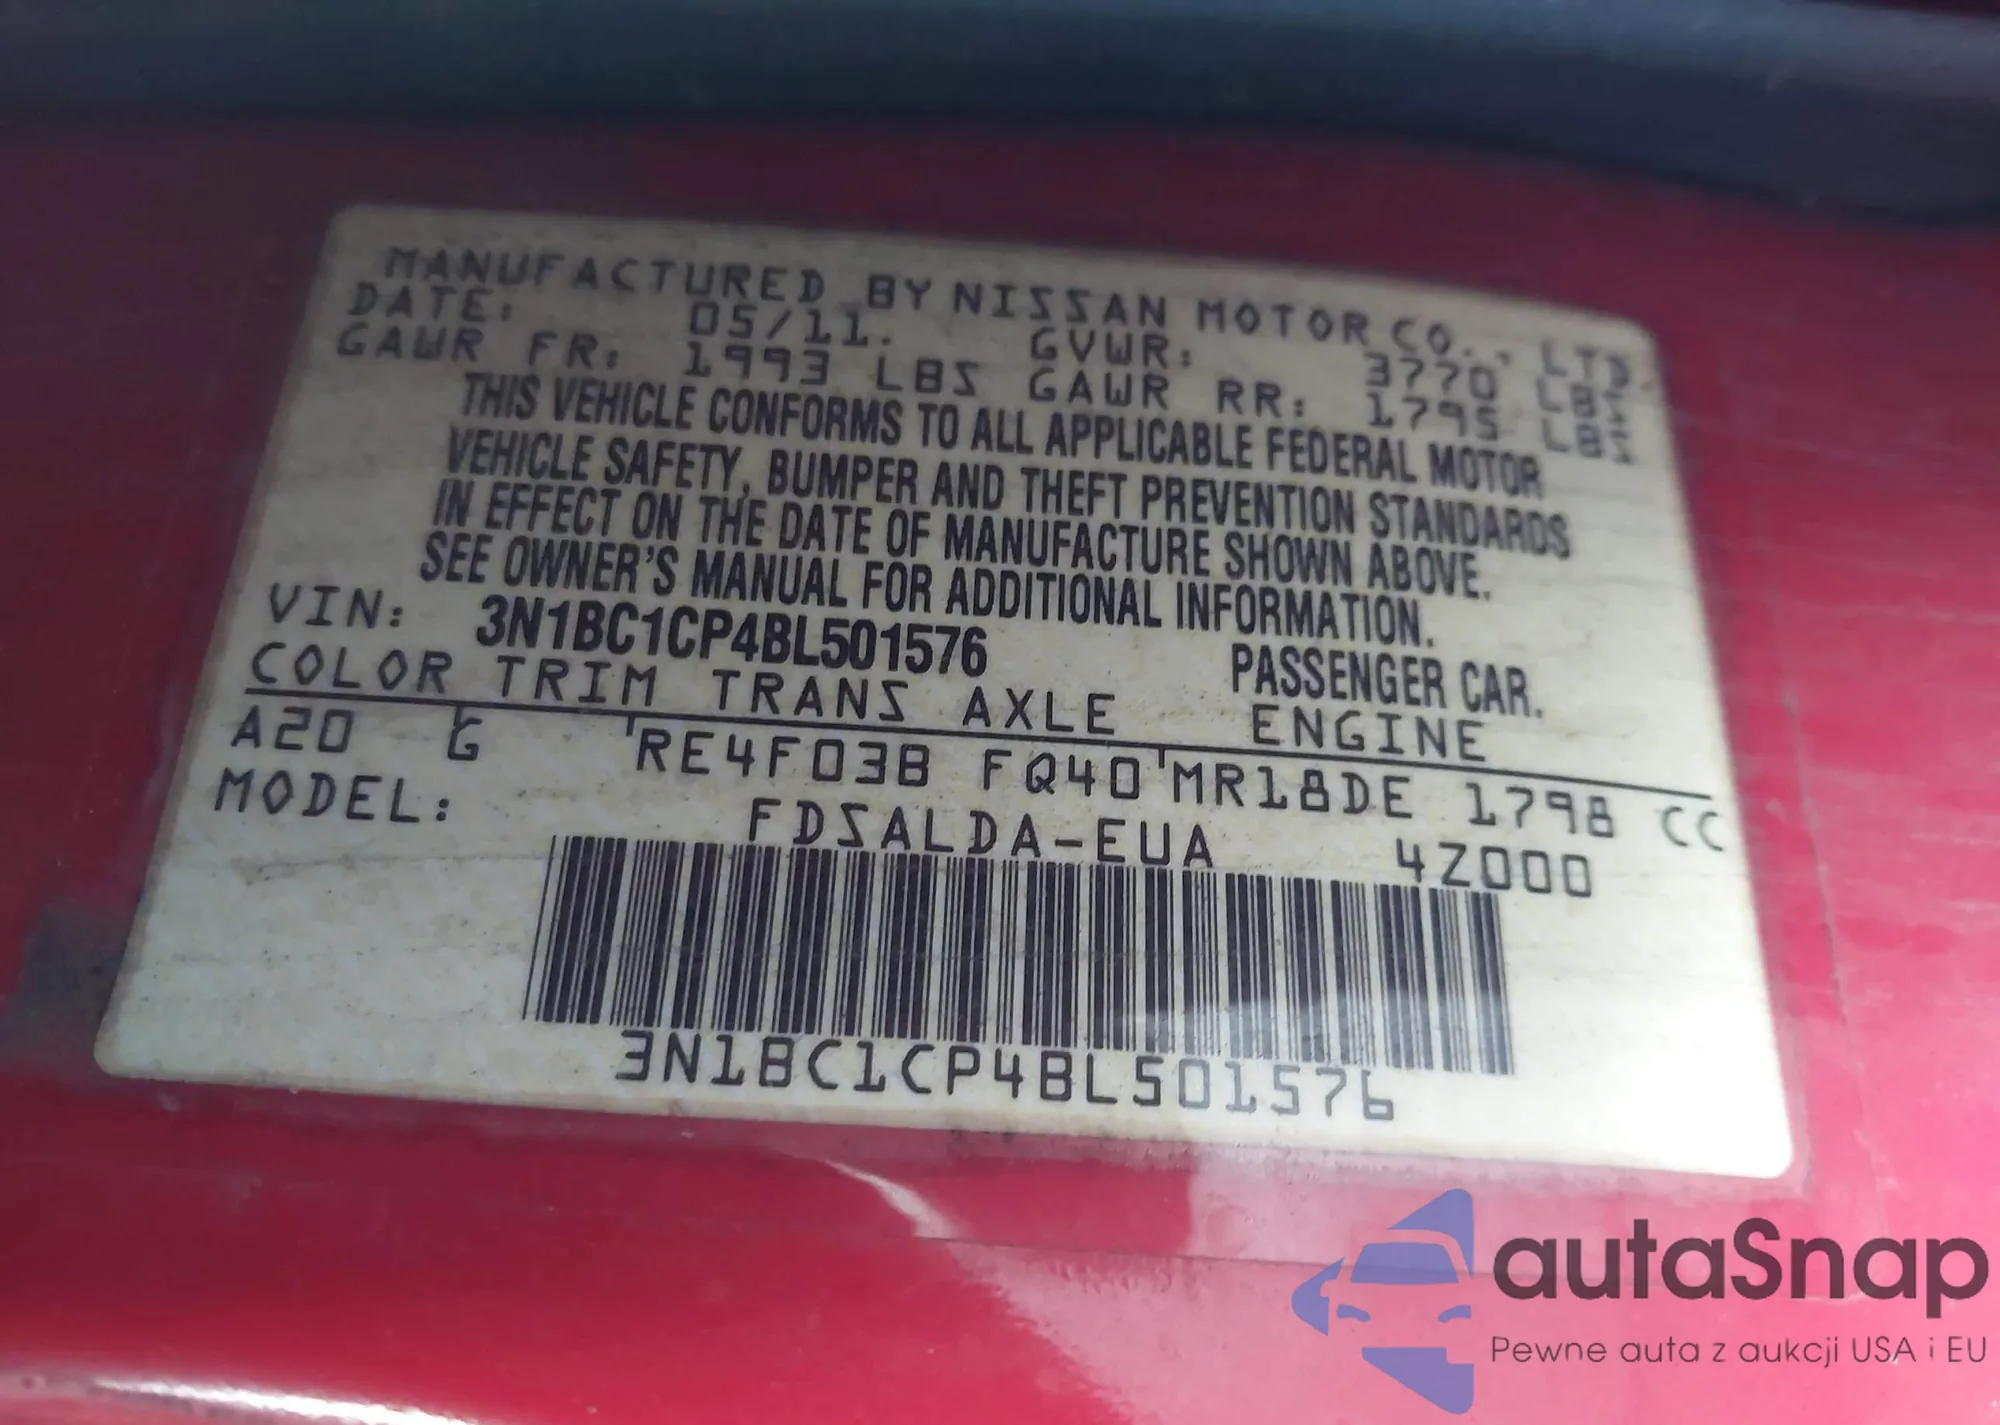 MANUFACTURED BY NISSAN MOTOR CO., LTD.
DATE: 05/11. GVWR: 3770 LBS
GAWR FR: 1993 LBS GAWR RR: 1795 LBS
THIS VEHICLE CONFORMS TO ALL APPLICABLE FEDERAL MOTOR
VEHICLE SAFETY, BUMPER AND THEFT PREVENTION STANDARDS
IN EFFECT ON THE DATE OF MANUFACTURE SHOWN ABOVE.
SEE OWNER'S MANUAL FOR ADDITIONAL INFORMATION.
VIN: 3N1BC1CP4BL501576 PASSENGER CAR.
COLOR TRIM TRANS AXLE ENGINE
A20 G RE4F03B FQ40 MR18DE 1798 CC
MODEL: FDSALDA-EUA 4Z000
3N1BC1CP4BL501576
autaSnap
Pewne auta z aukcji USA i EU